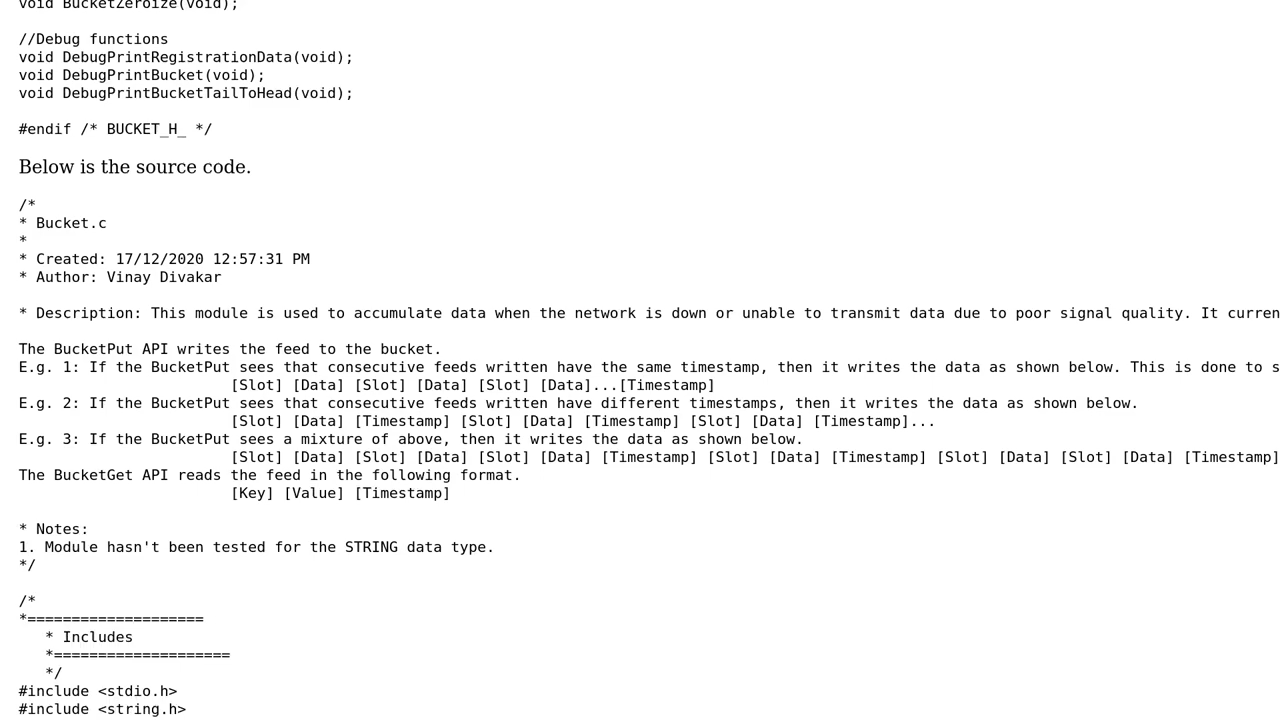 void BucketZeroize(void);
//Debug functions
void DebugPrintRegistrationData(void);
void DebugPrintBucket(void);
void DebugPrintBucketTailToHead(void);
#endif /* BUCKET_H_ */
Below is the source code.
/*
* Bucket.c
*
* Created: 17/12/2020 12:57:31 PM
* Author: Vinay Divakar
* Description: This module is used to accumulate data when the network is down or unable to transmit data due to poor signal quality. It curren
The BucketPut API writes the feed to the bucket.
E.g. 1: If the BucketPut sees that consecutive feeds written have the same timestamp, then it writes the data as shown below. This is done to s
[Slot] [Data] [Slot] [Data] [Slot] [Data]...[Timestamp]
E.g. 2: If the BucketPut sees that consecutive feeds written have different timestamps, then it writes the data as shown below.
[Slot] [Data] [Timestamp] [Slot] [Data] [Timestamp] [Slot] [Data] [Timestamp]...
E.g. 3: If the BucketPut sees a mixture of above, then it writes the data as shown below.
[Slot] [Data] [Slot] [Data] [Slot] [Data] [Timestamp] [Slot] [Data] [Timestamp] [Slot] [Data] [Slot] [Data] [Timestamp]
The BucketGet API reads the feed in the following format.
[Key] [Value] [Timestamp]
* Notes:
1. Module hasn't been tested for the STRING data type.
*/
/*
*====================
* Includes
*====================
*/
#include <stdio.h>
#include <string.h>